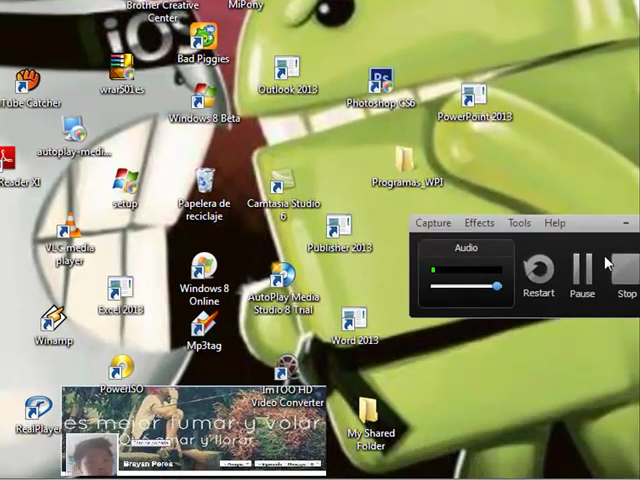 Brother Creative
Center
MiPony
iOS
Bad Piggies
Tube Catcher
wrar501es
Outlook 2013
Photoshop CS6
PowerPoint 2013
Windows 8 Beta
autoplay-medi...
Reader XI
setup
Papelera de
reciclaje
Camtasia Studio
6
Programas_WPI
VLC media
player
Publisher 2013
Capture Effects Tools Help
Audio
Restart
Pause
Stop
Excel 2013
Windows 8
Online
AutoPlay Media
Studio 8 Trial
Winamp
Mp3tag
Word 2013
PowerISO
ImTOO HD
Video Converter
RealPlayer
es mejor fumar y volar
y llorar
Brayan Peres
My Shared
Folder